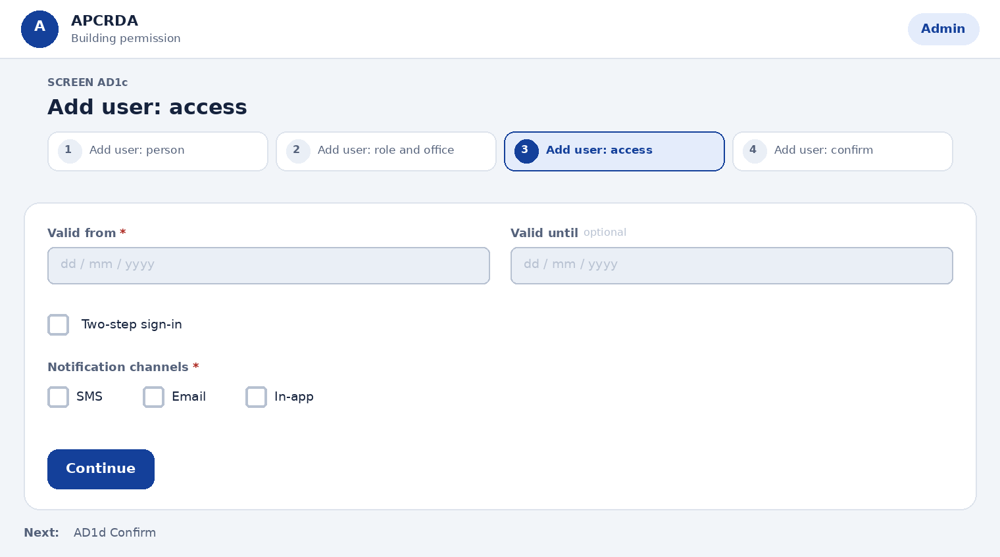 A
APCRDA
Building permission
Admin
SCREEN AD1c
Add user: access
1 Add user: person
2 Add user: role and office
3 Add user: access
4 Add user: confirm
Valid from *
Valid until optional
dd / mm / yyyy
dd / mm / yyyy
Two-step sign-in
Notification channels *
SMS Email In-app
Continue
Next: AD1d Confirm